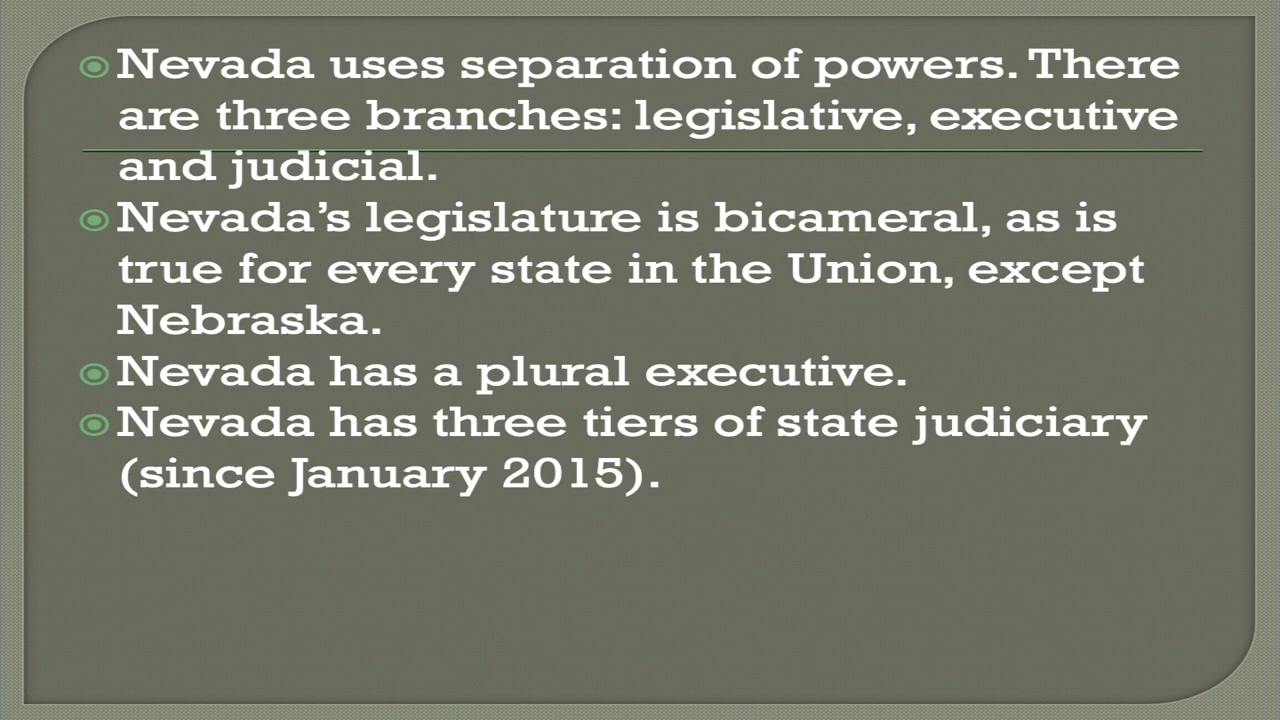 Nevada uses separation of powers. There
are three branches: legislative, executive
and judicial.
Nevada’s legislature is bicameral, as is
true for every state in the Union, except
Nebraska.
Nevada has a plural executive.
Nevada has three tiers of state judiciary
(since January 2015).